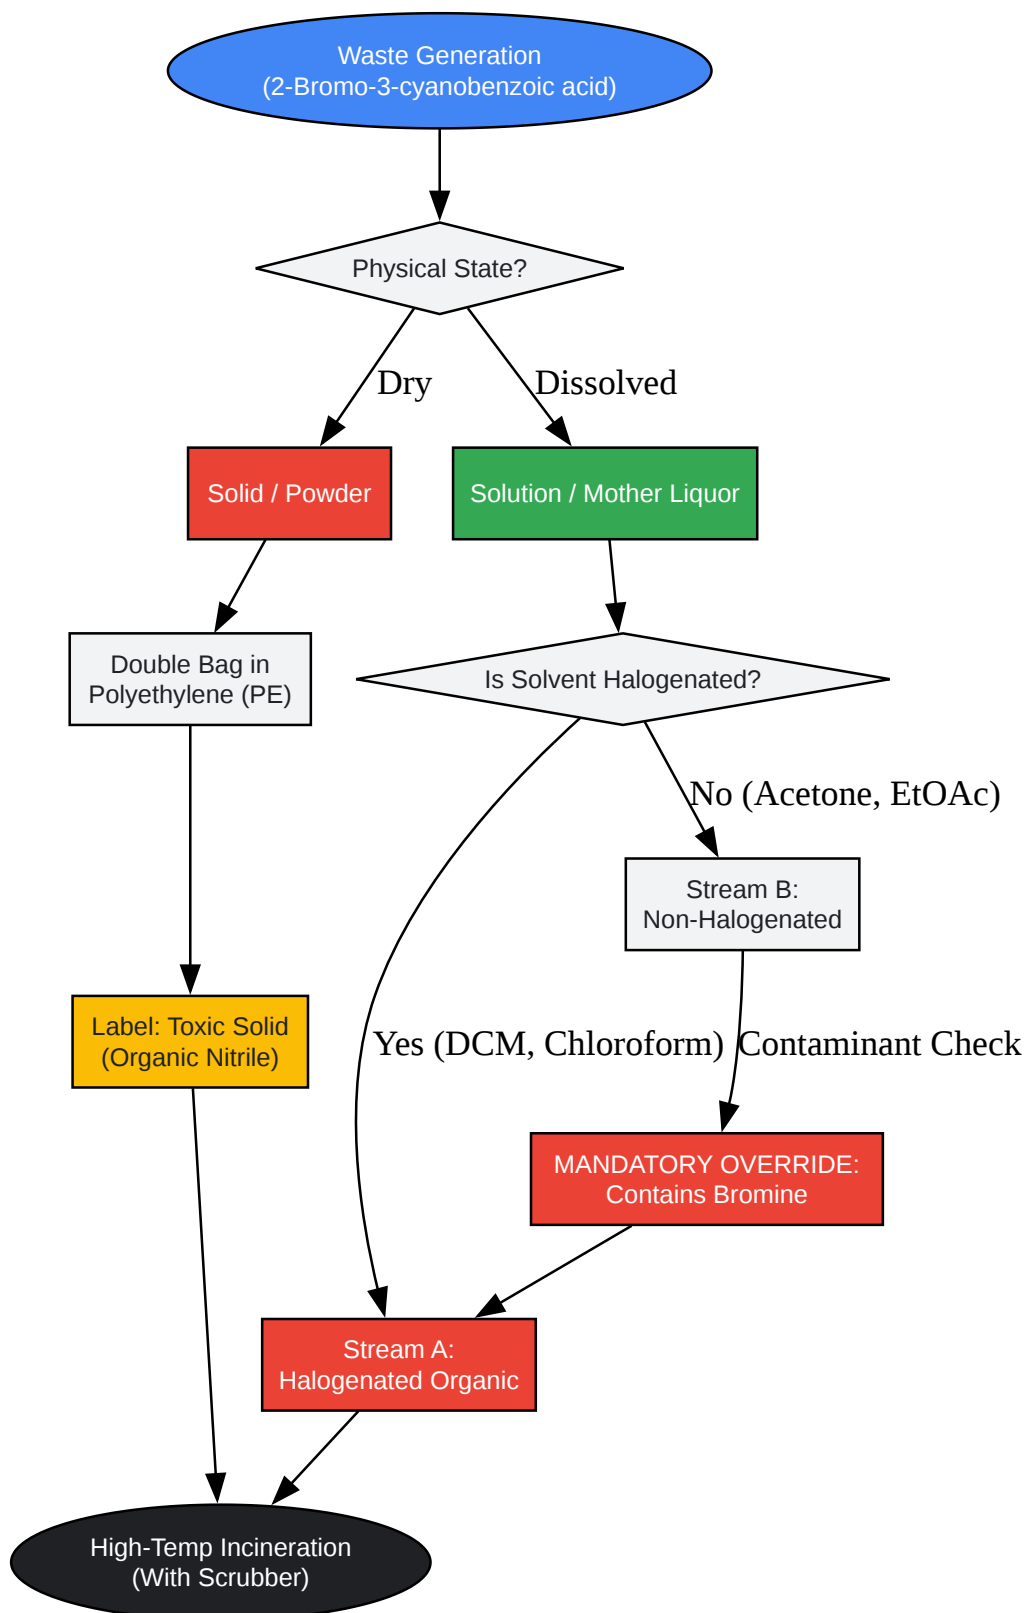 Waste Generation
(2-Bromo-3-cyanobenzoic acid)
Physical State?
Dry
Dissolved
Solid / Powder
Solution / Mother Liquor
Double Bag in
Polyethylene (PE)
Is Solvent Halogenated?
No (Acetone, EtOAc)
Stream B:
Non-Halogenated
Label: Toxic Solid
(Organic Nitrile)
Yes (DCM, Chloroform)
Contaminant Check
MANDATORY OVERRIDE:
Contains Bromine
Stream A:
Halogenated Organic
High-Temp Incineration
(With Scrubber)